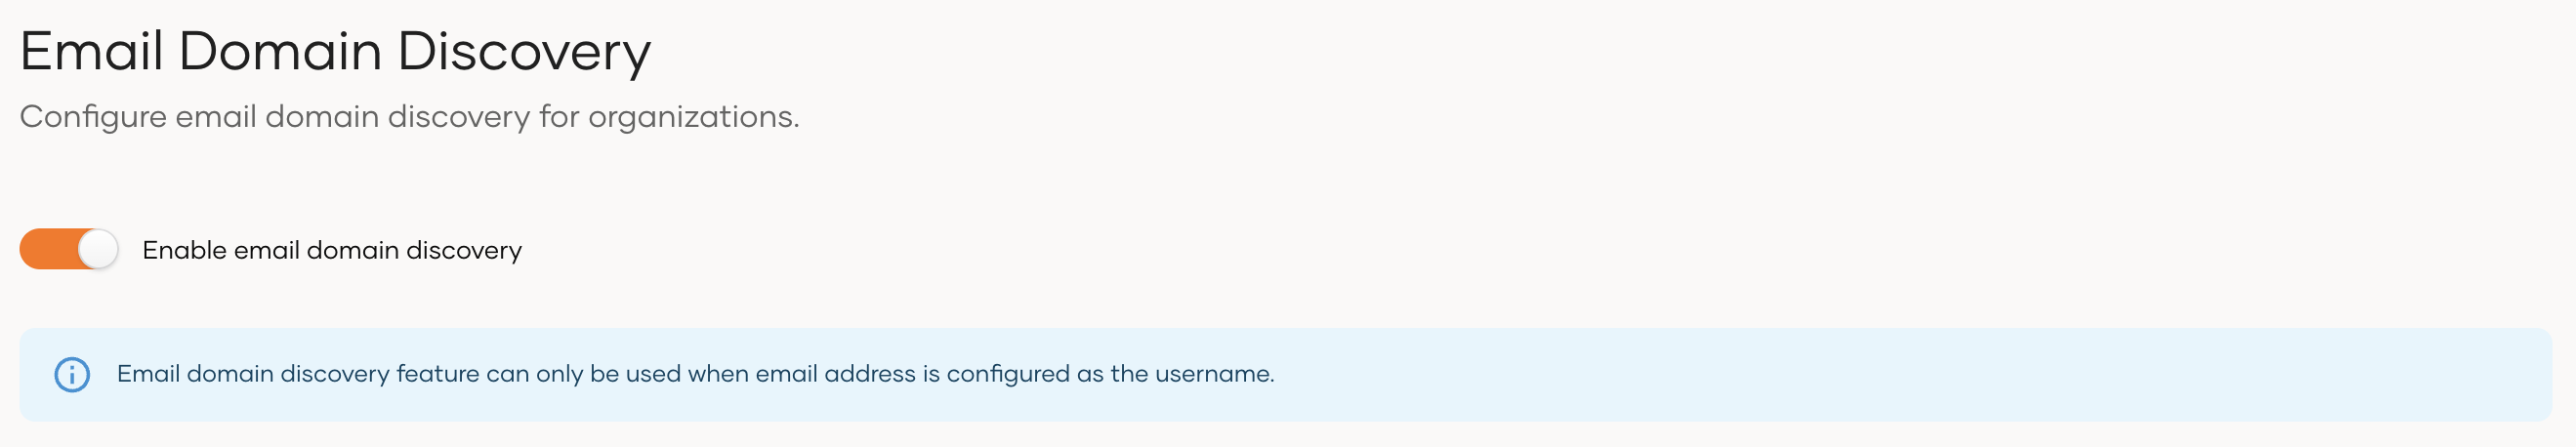 Email Domain Discovery
Configure email domain discovery for organizations.
Enable email domain discovery
Email domain discovery feature can only be used when email address is configured as the username.